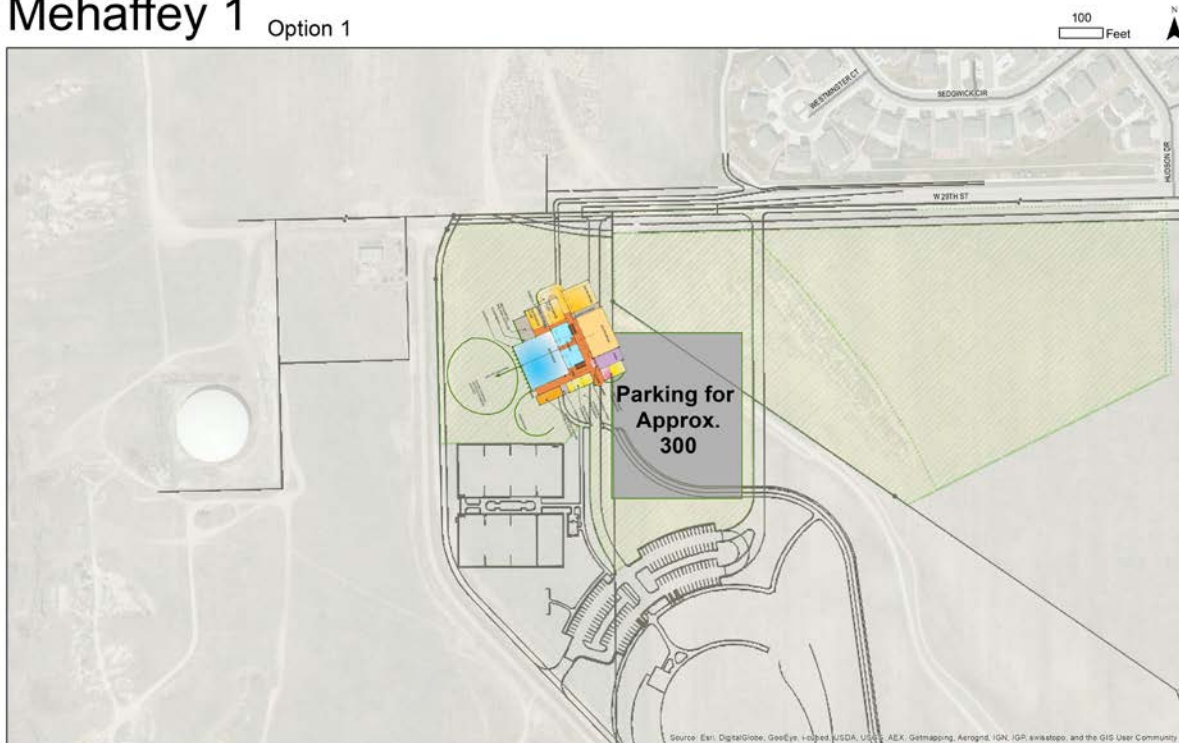 Mehaffey 1 Option 1
100
Feet
N
WESTMINSTER CT
SEDGWICK CIR
HUDSON DR
W 29TH ST
Parking for
Approx.
300
Source: Esri, DigitalGlobe, GeoEye, i-cubed, USDA, USGS, AEX, Getmapping, Aerogrid, IGN, IGP, swisstopo, and the GIS User Community